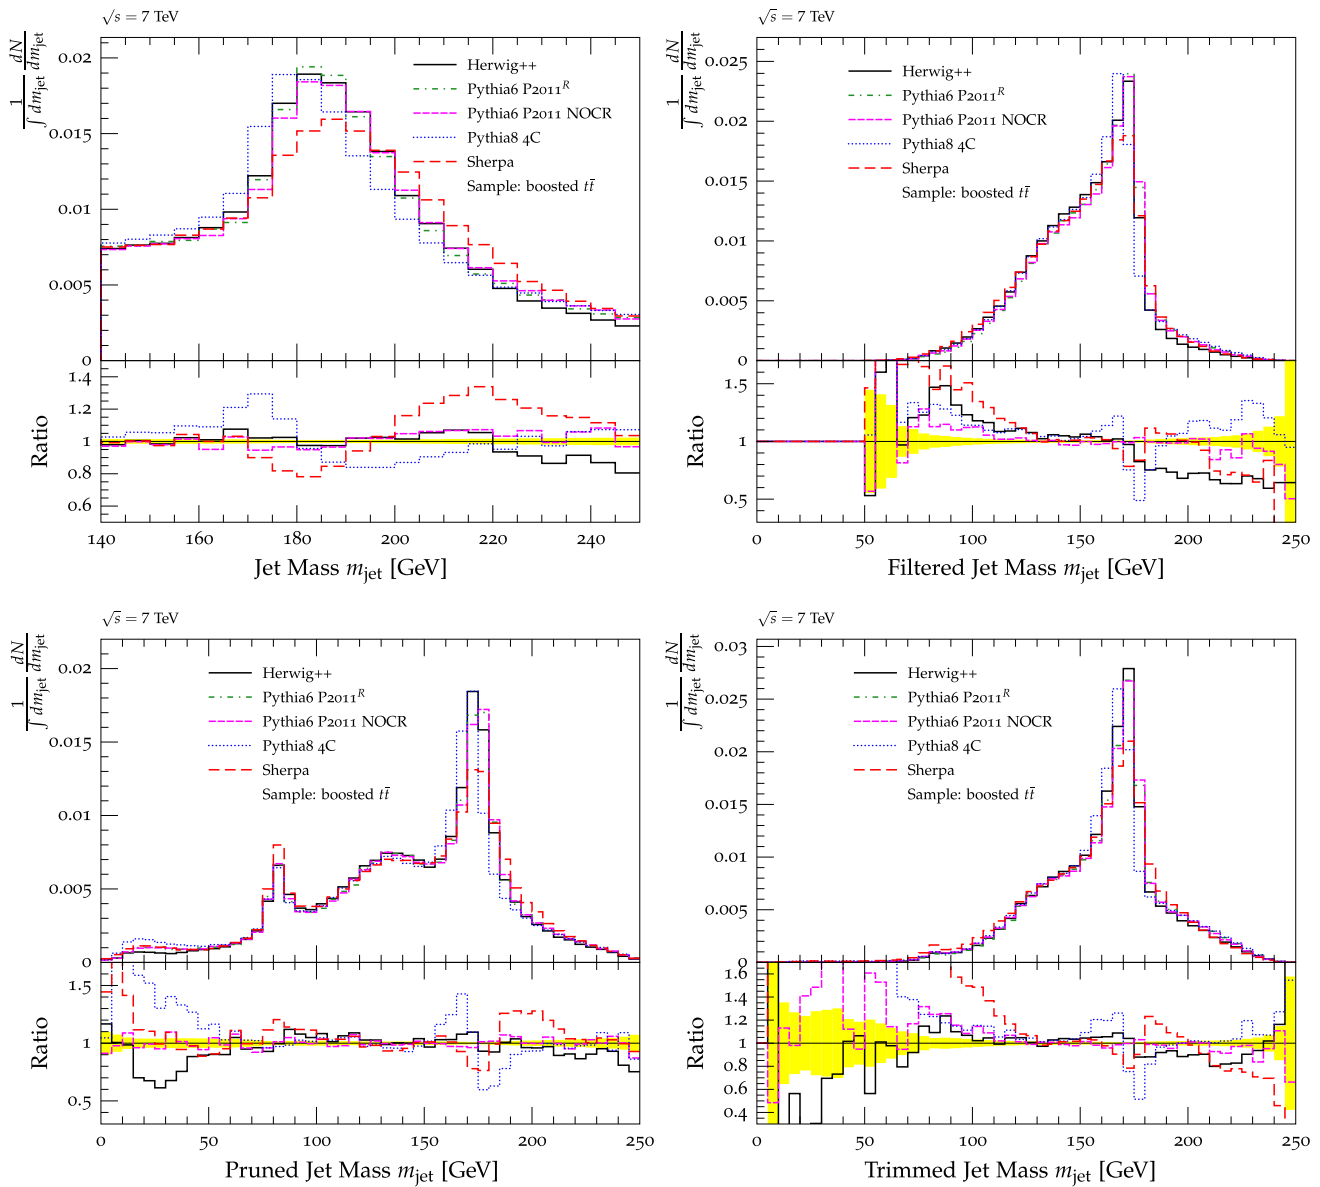 √s = 7 TeV
1/∫dm_jet dN/dm_jet
0.02
0.015
0.01
0.005
0
Herwig++
Pythia6 P2011^R
Pythia6 P2011 NOCR
Pythia8 4C
Sherpa
Sample: boosted tt̄
1.4
1.2
1
0.8
0.6
Ratio
140 160 180 200 220 240
Jet Mass m_jet [GeV]
√s = 7 TeV
1/∫dm_jet dN/dm_jet
0.025
0.02
0.015
0.01
0.005
0
Herwig++
Pythia6 P2011^R
Pythia6 P2011 NOCR
Pythia8 4C
Sherpa
Sample: boosted tt̄
1.5
1
0.5
Ratio
0 50 100 150 200 250
Filtered Jet Mass m_jet [GeV]
√s = 7 TeV
1/∫dm_jet dN/dm_jet
0.02
0.015
0.01
0.005
0
Herwig++
Pythia6 P2011^R
Pythia6 P2011 NOCR
Pythia8 4C
Sherpa
Sample: boosted tt̄
1.5
1
0.5
Ratio
0 50 100 150 200 250
Pruned Jet Mass m_jet [GeV]
√s = 7 TeV
1/∫dm_jet dN/dm_jet
0.03
0.025
0.02
0.015
0.01
0.005
0
Herwig++
Pythia6 P2011^R
Pythia6 P2011 NOCR
Pythia8 4C
Sherpa
Sample: boosted tt̄
1.6
1.4
1.2
1
0.8
0.6
0.4
Ratio
0 50 100 150 200 250
Trimmed Jet Mass m_jet [GeV]